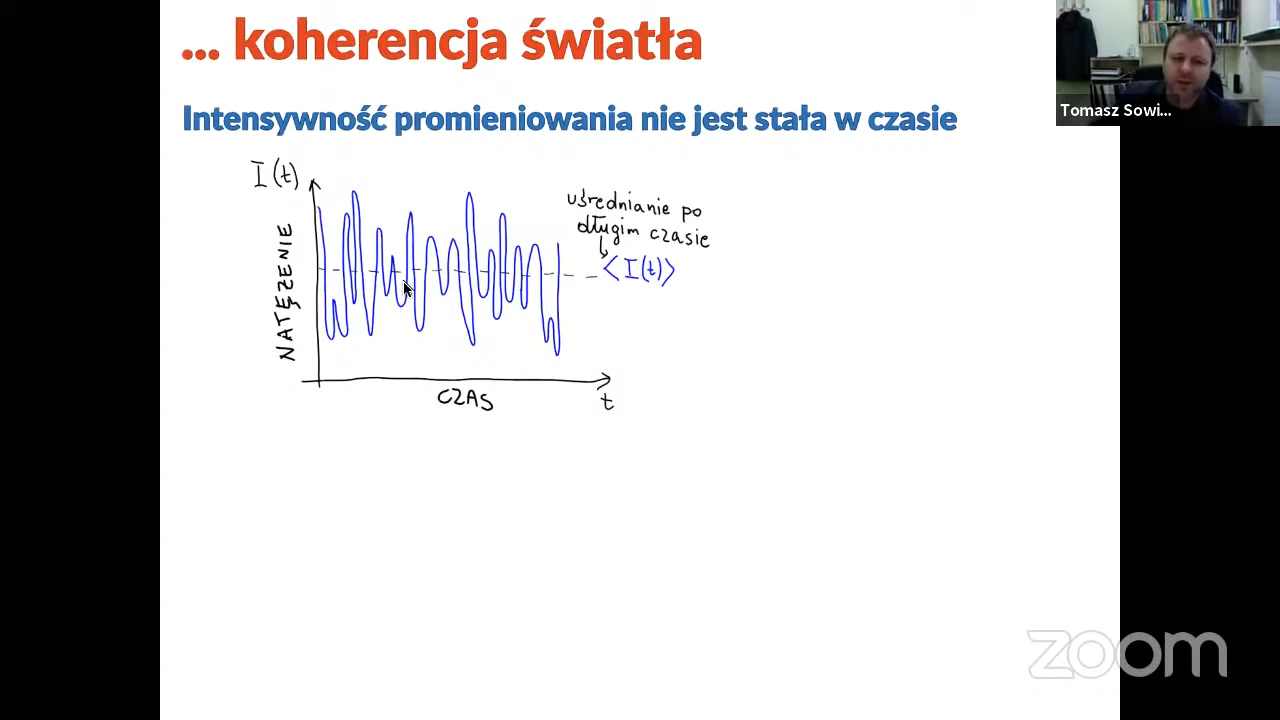 ... koherencja światła
Tomasz Sowi...
Intensywność promieniowania nie jest stała w czasie
I(t)
uśrednianie po
długim czasie
<I(t)>
NATĘŻENIE
CZAS
t
zoom